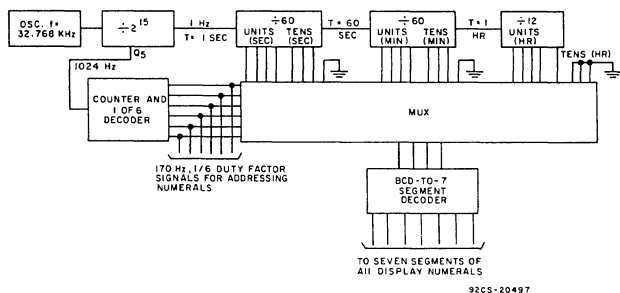 OSC. f=
32.768 KHz
÷2 15
1 Hz
T= 1 SEC
÷60
UNITS TENS
(SEC) (SEC)
T = 60
SEC
÷60
UNITS TENS
(MIN) (MIN)
T = 1
HR
÷12
UNITS
(HR)
TENS (HR)
Q5
1024 Hz
COUNTER AND
1 OF 6
DECODER
MUX
170 Hz, 1/6 DUTY FACTOR
SIGNALS FOR ADDRESSING
NUMERALS
BCD-TO-7
SEGMENT
DECODER
TO SEVEN SEGMENTS OF
All DISPLAY NUMERALS
92CS-20497